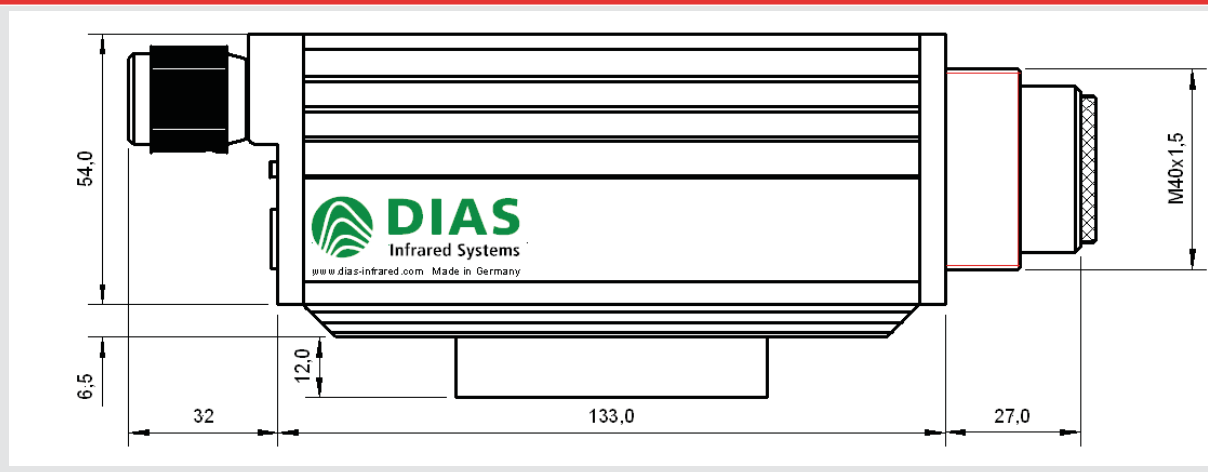 54,0
M40x1,5
DIAS
Infrared Systems
www.dias-infrared.com Made in Germany
12,0
6,5
32
133,0
27,0